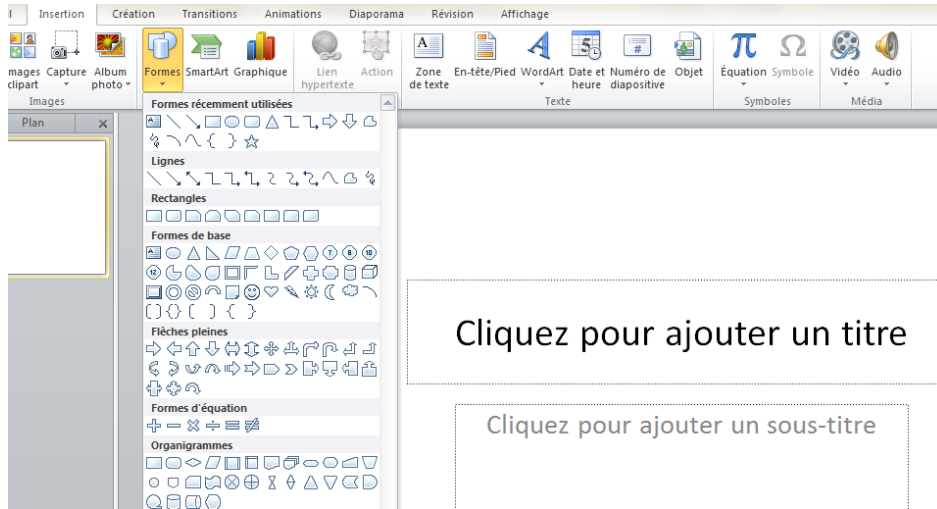 Insertion Création Transitions Animations Diaporama Révision Affichage
mages Capture Album Formes SmartArt Graphique Lien Action Zone En-tête/Pied WordArt Date et Numéro de Objet Équation Symbole Vidéo Audio
clipart photo hypertexte de texte heure diapositive
Images Texte Symboles Média
Plan
Formes récemment utilisées
Lignes
Rectangles
Formes de base
Flèches pleines
Formes d'équation
Organigrammes
Cliquez pour ajouter un titre
Cliquez pour ajouter un sous-titre